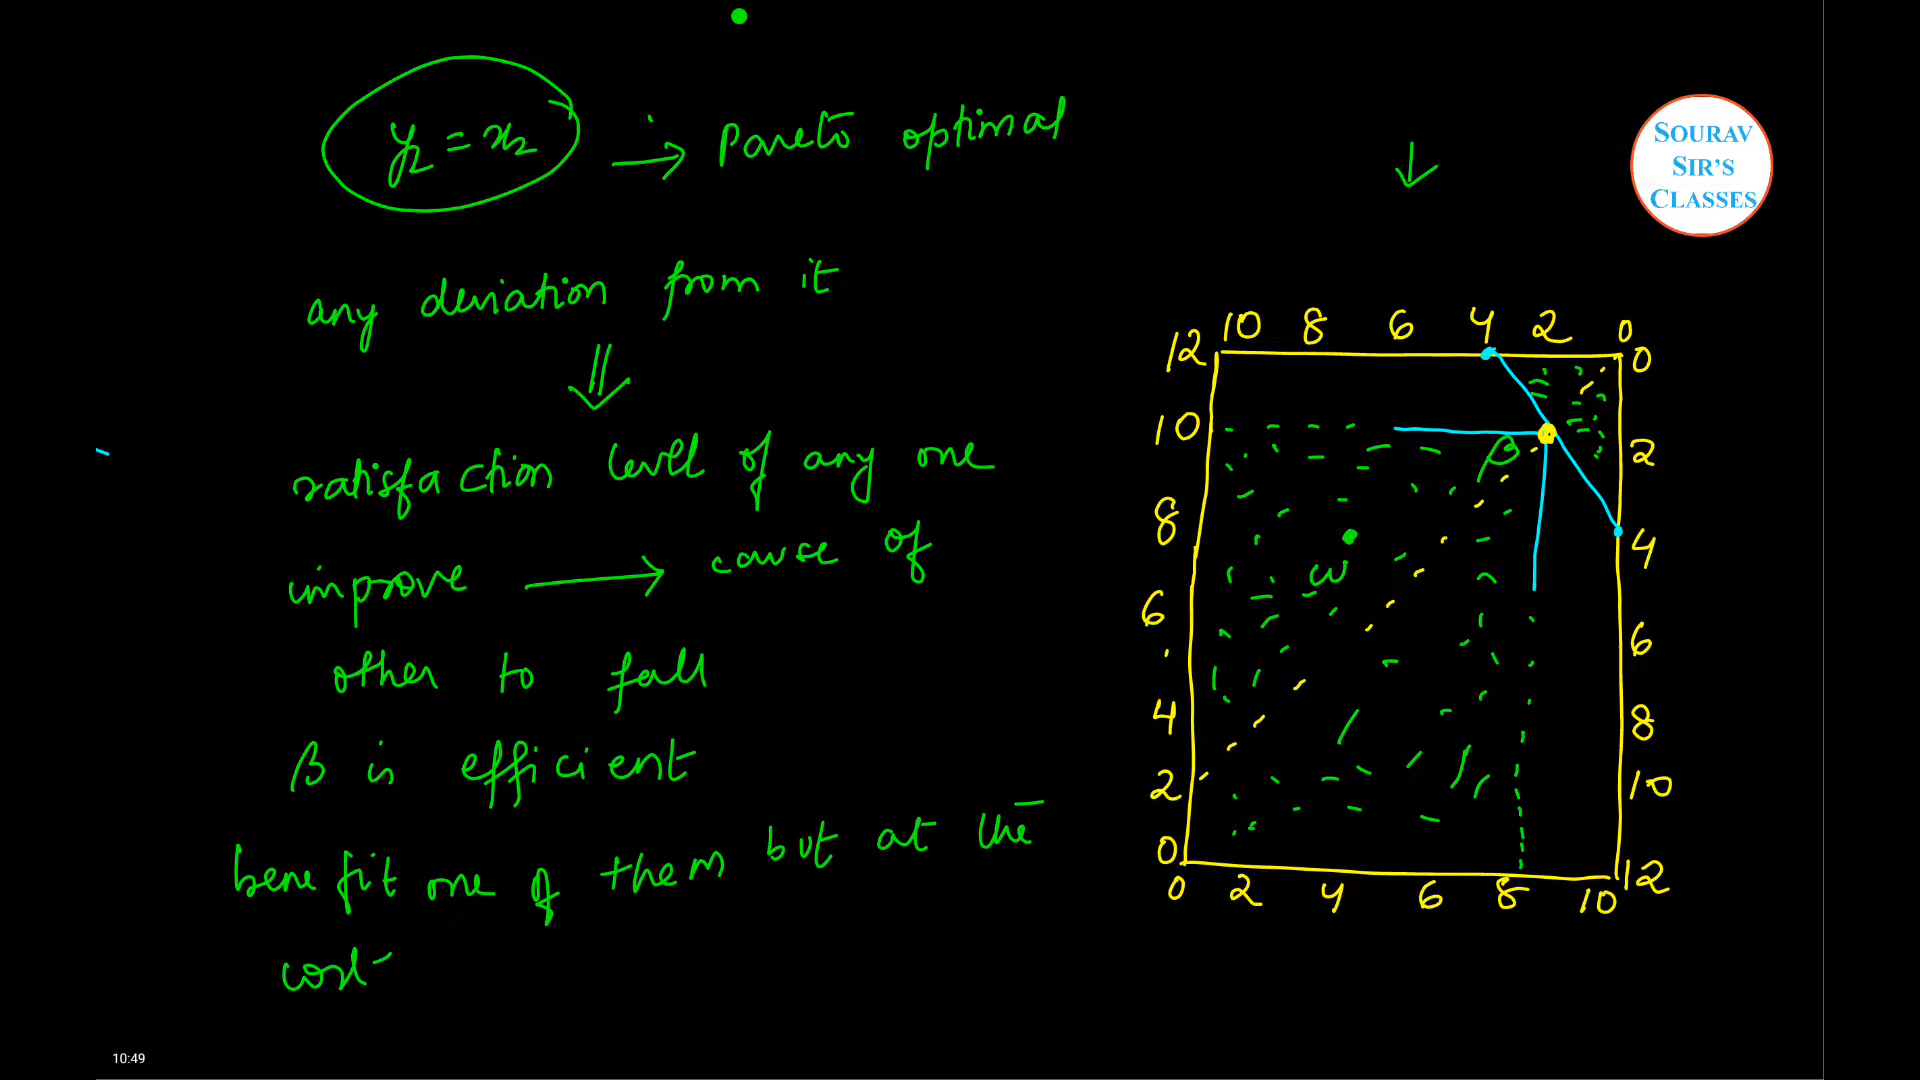 y₂ = x₂ → Pareto optimal
any deviation from it
⇓
satisfaction level of any one
improve → cause of
other to fall
β is efficient
benefit one of them but at the
cost
SOURAV
SIR'S
CLASSES
↓
10 8 6 4 2 0
12 0
10 2
8 4
6 6
4 8
2 10
0 12
0 2 4 6 8 10
β
ω
10:49